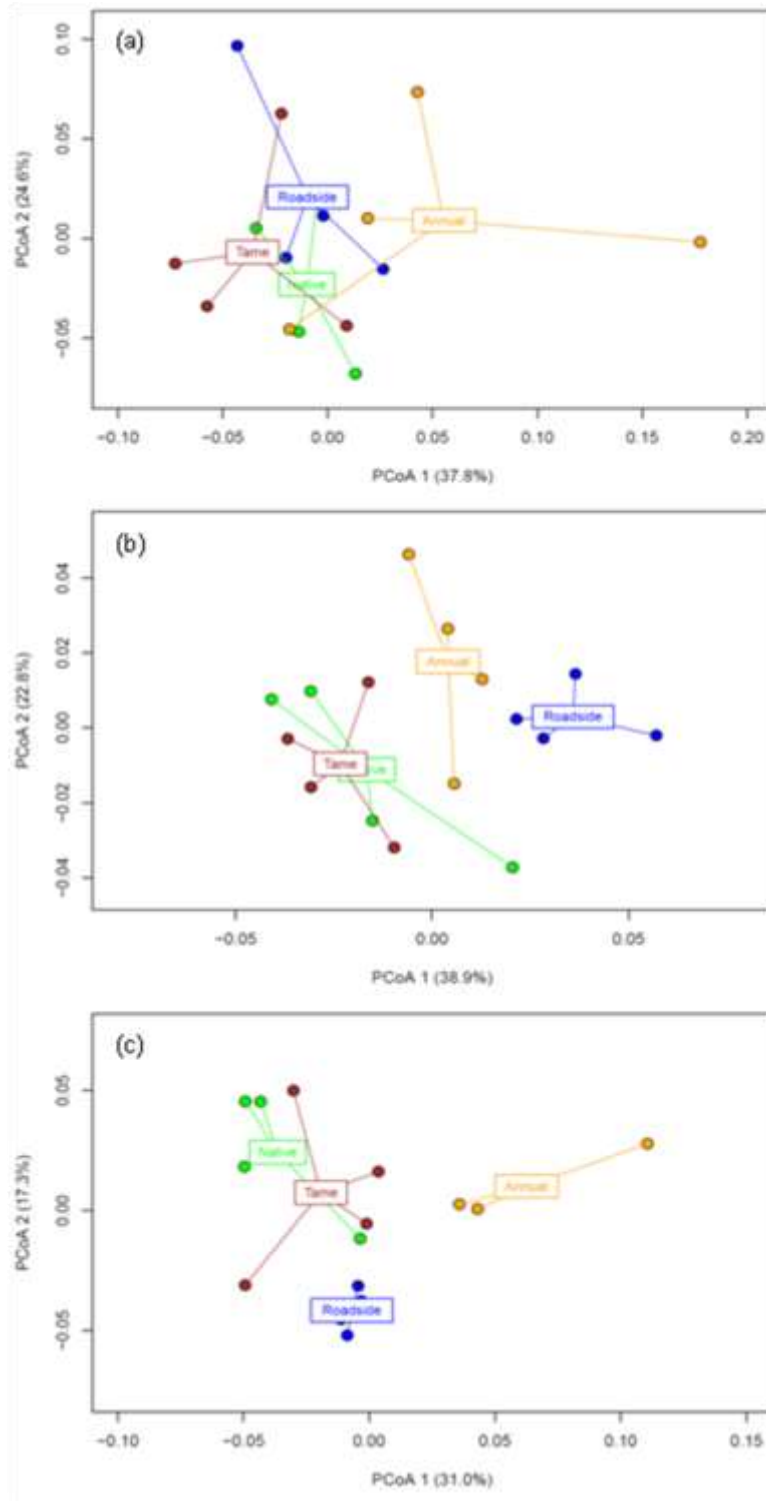 (a)
0.10
0.05
0.00
−0.05
PCoA 2 (24.6%)
Roadside
Annual
Tame
Native
−0.10 −0.05 0.00 0.05 0.10 0.15 0.20
PCoA 1 (37.8%)
(b)
0.04
0.02
0.00
−0.02
−0.04
PCoA 2 (22.8%)
Annual
Roadside
Tame
−0.05 0.00 0.05
PCoA 1 (38.9%)
(c)
0.05
0.00
−0.05
PCoA 2 (17.3%)
Native
Tame
Annual
Roadside
−0.10 −0.05 0.00 0.05 0.10 0.15
PCoA 1 (31.0%)